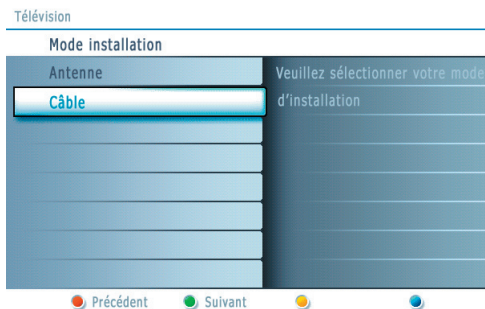 Télévision
Mode installation
Antenne
Câble
Veuillez sélectionner votre mode
d'installation
Précédent
Suivant